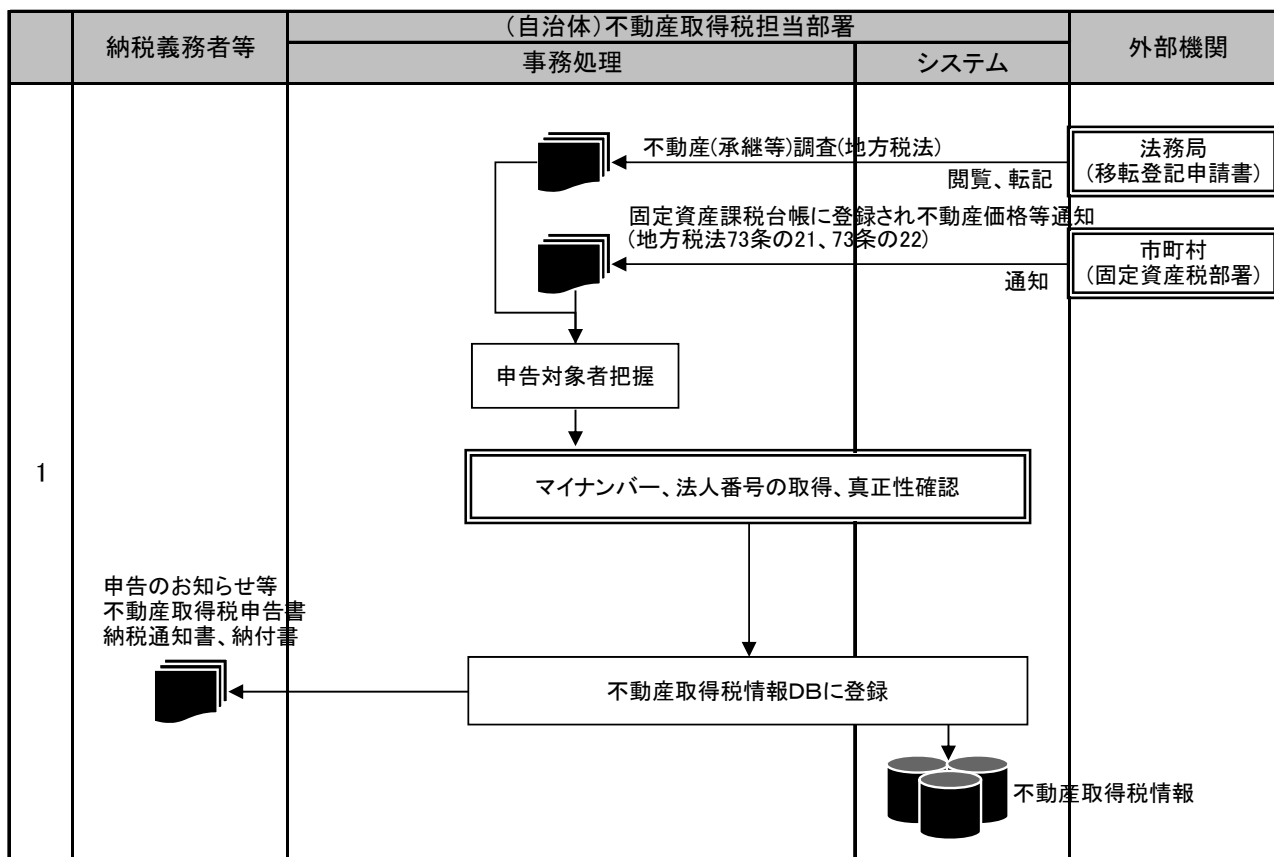 納税義務者等
(自治体)不動産取得税担当部署
事務処理
システム
外部機関
1
不動産(承継等)調査(地方税法)
閲覧、転記
法務局
(移転登記申請書)
固定資産課税台帳に登録され不動産価格等通知
(地方税法73条の21、73条の22)
通知
市町村
(固定資産税部署)
申告対象者把握
マイナンバー、法人番号の取得、真正性確認
申告のお知らせ等
不動産取得税申告書
納税通知書、納付書
不動産取得税情報DBに登録
不動産取得税情報